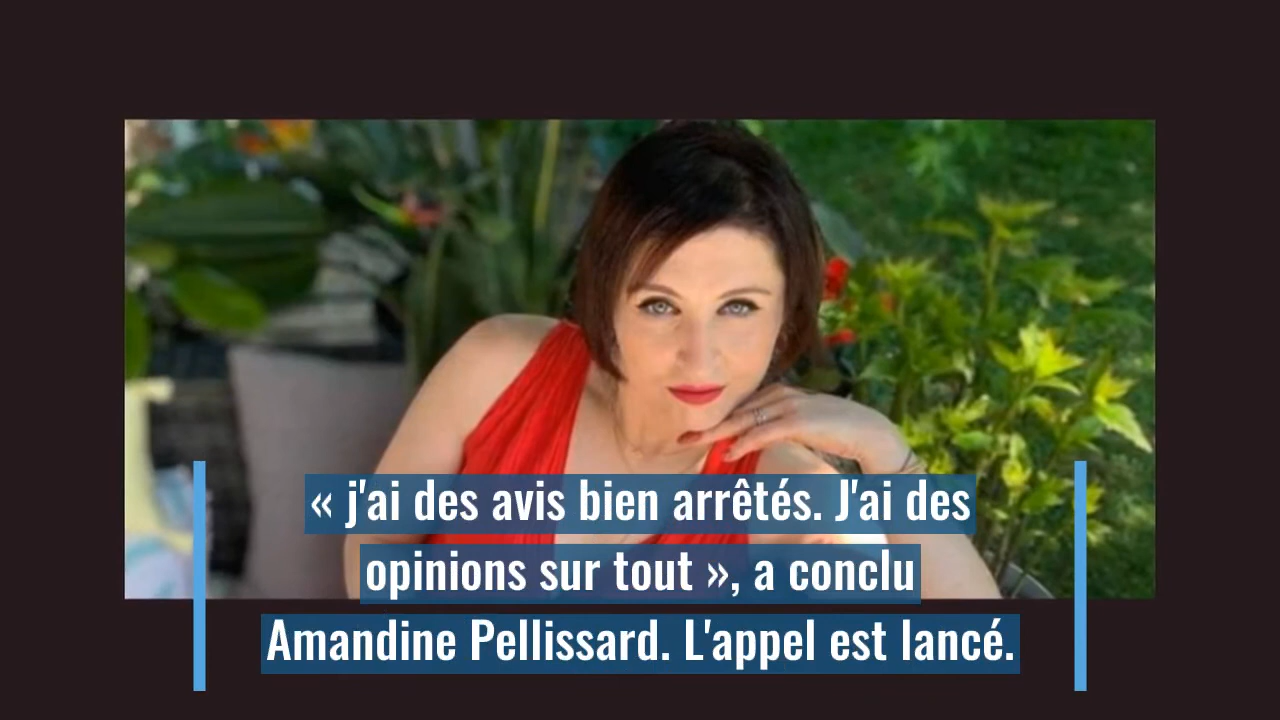 « j'ai des avis bien arrêtés. J'ai des
opinions sur tout », a conclu
Amandine Pellissard. L'appel est lancé.